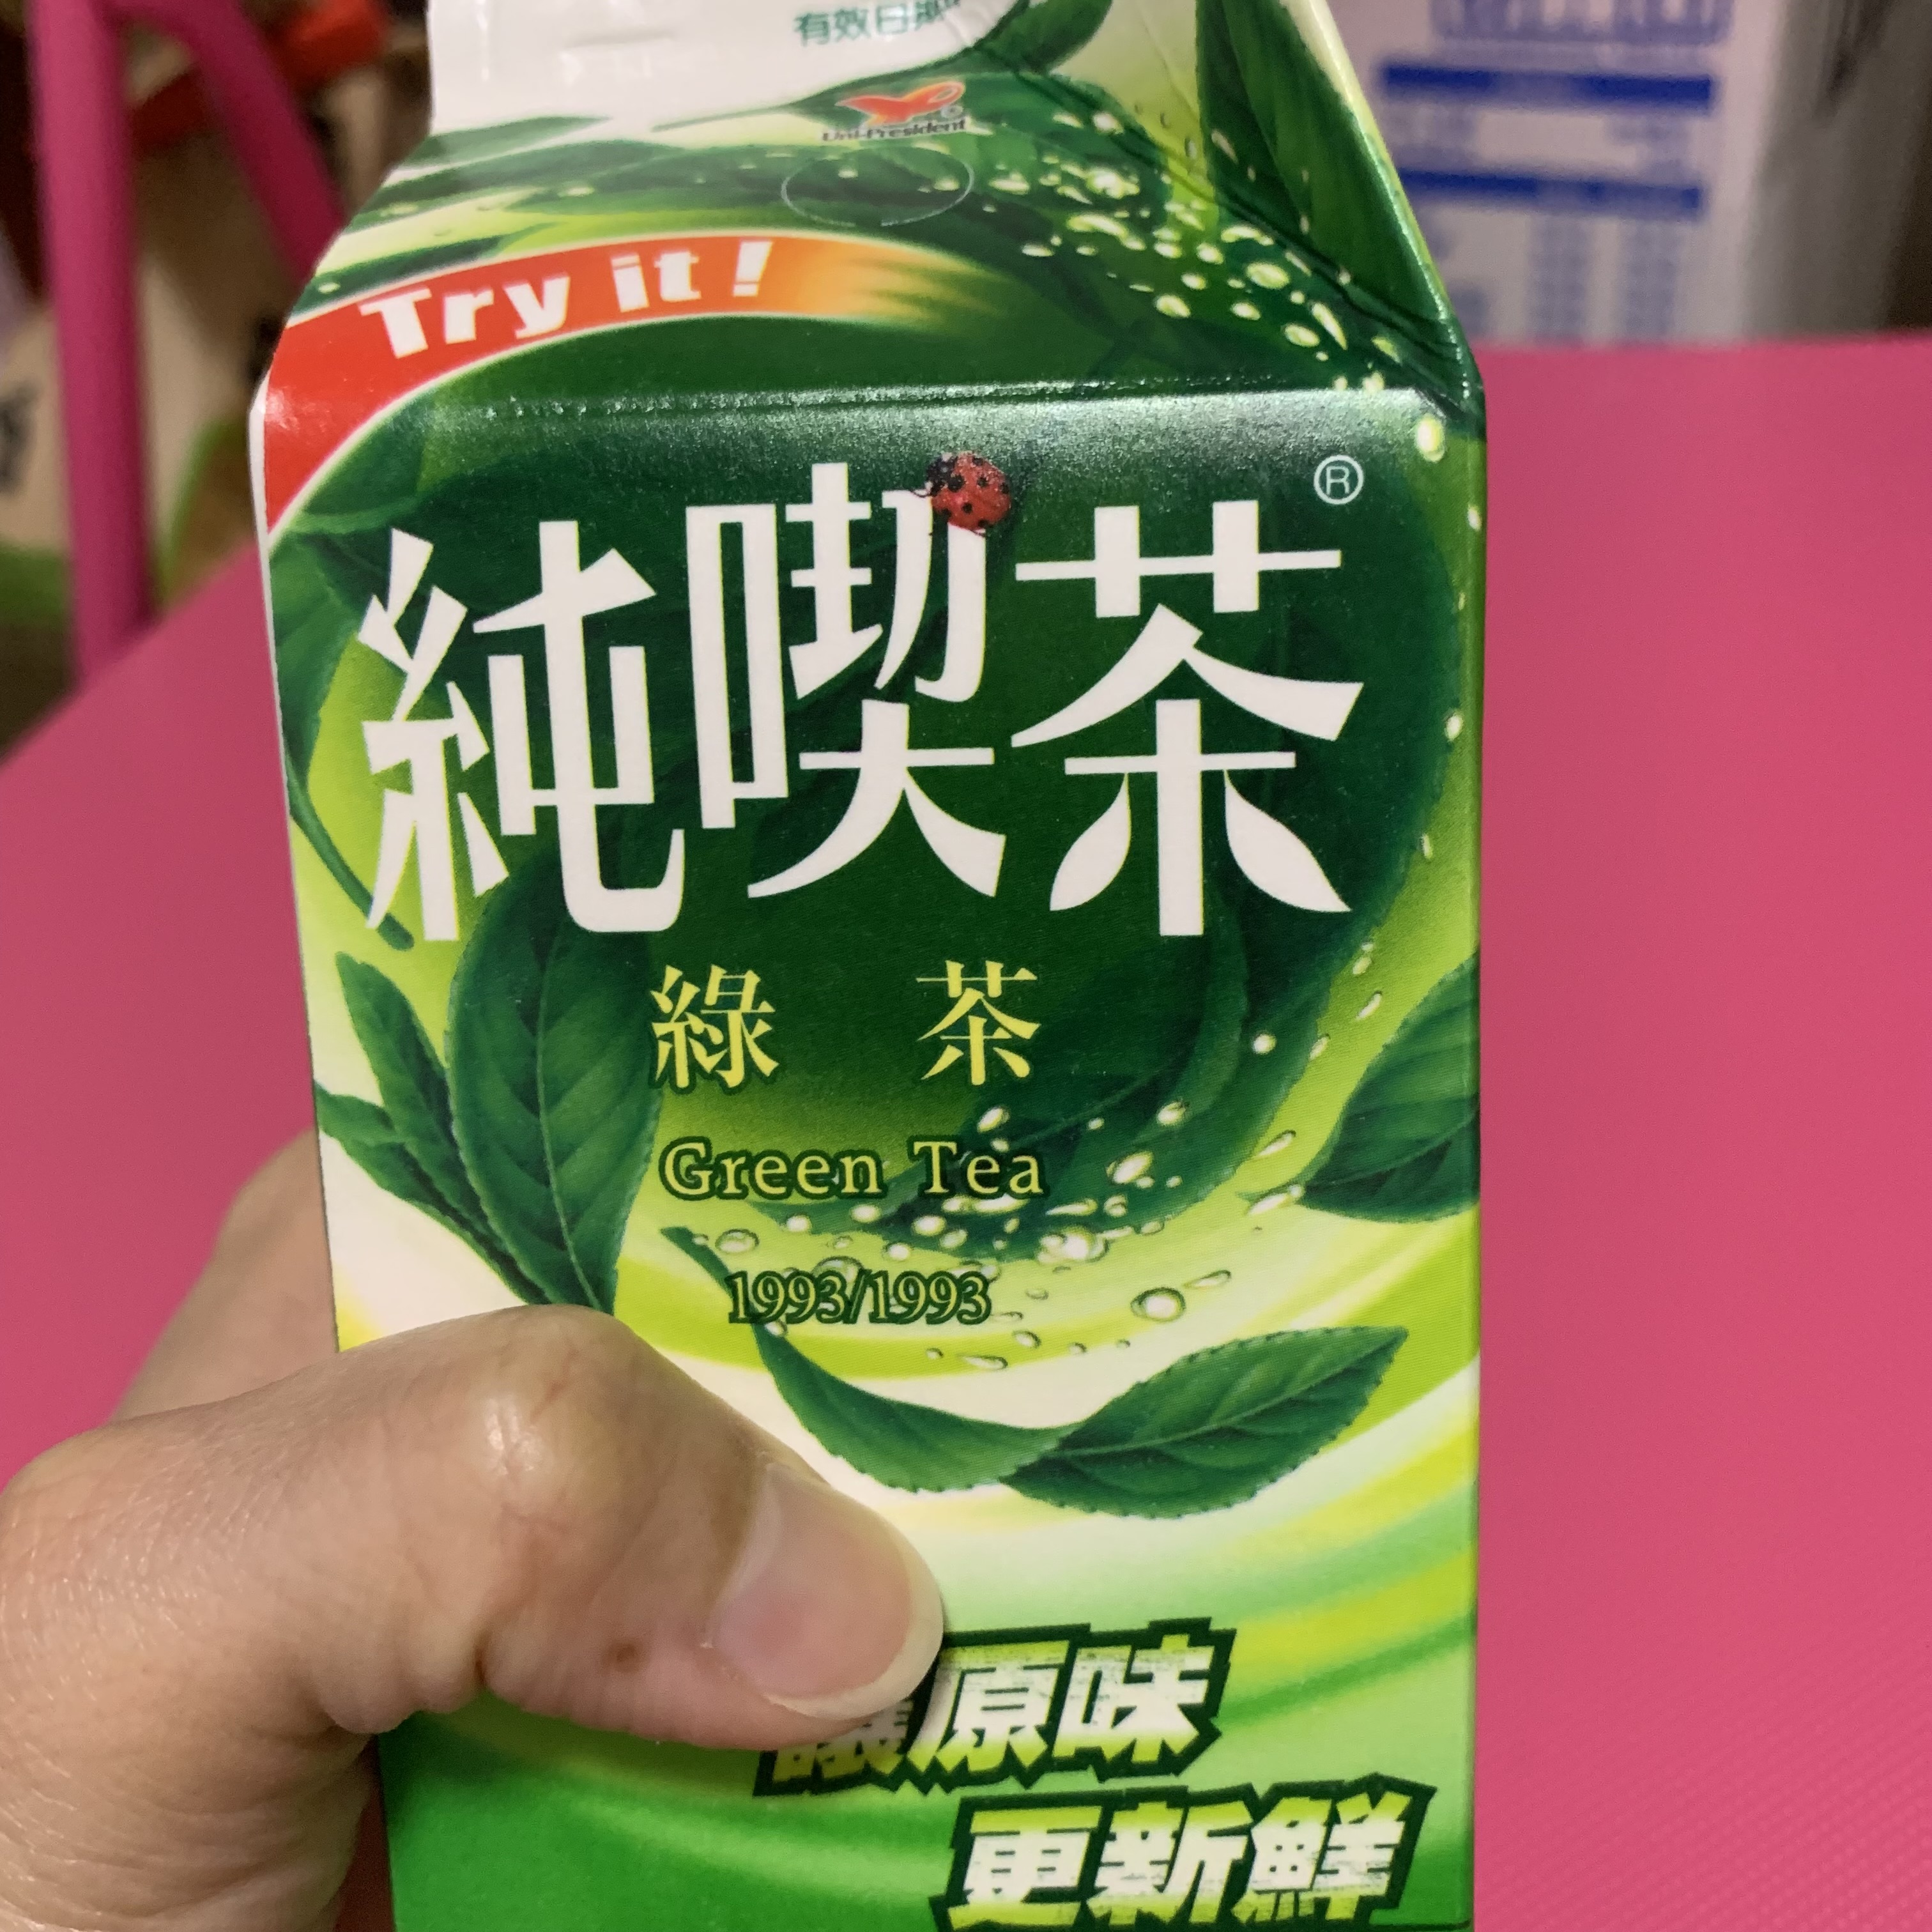 有效日期
Uni-President
Try it!
純喫茶®
綠茶
Green Tea
1993/1993
讓原味
更新鮮